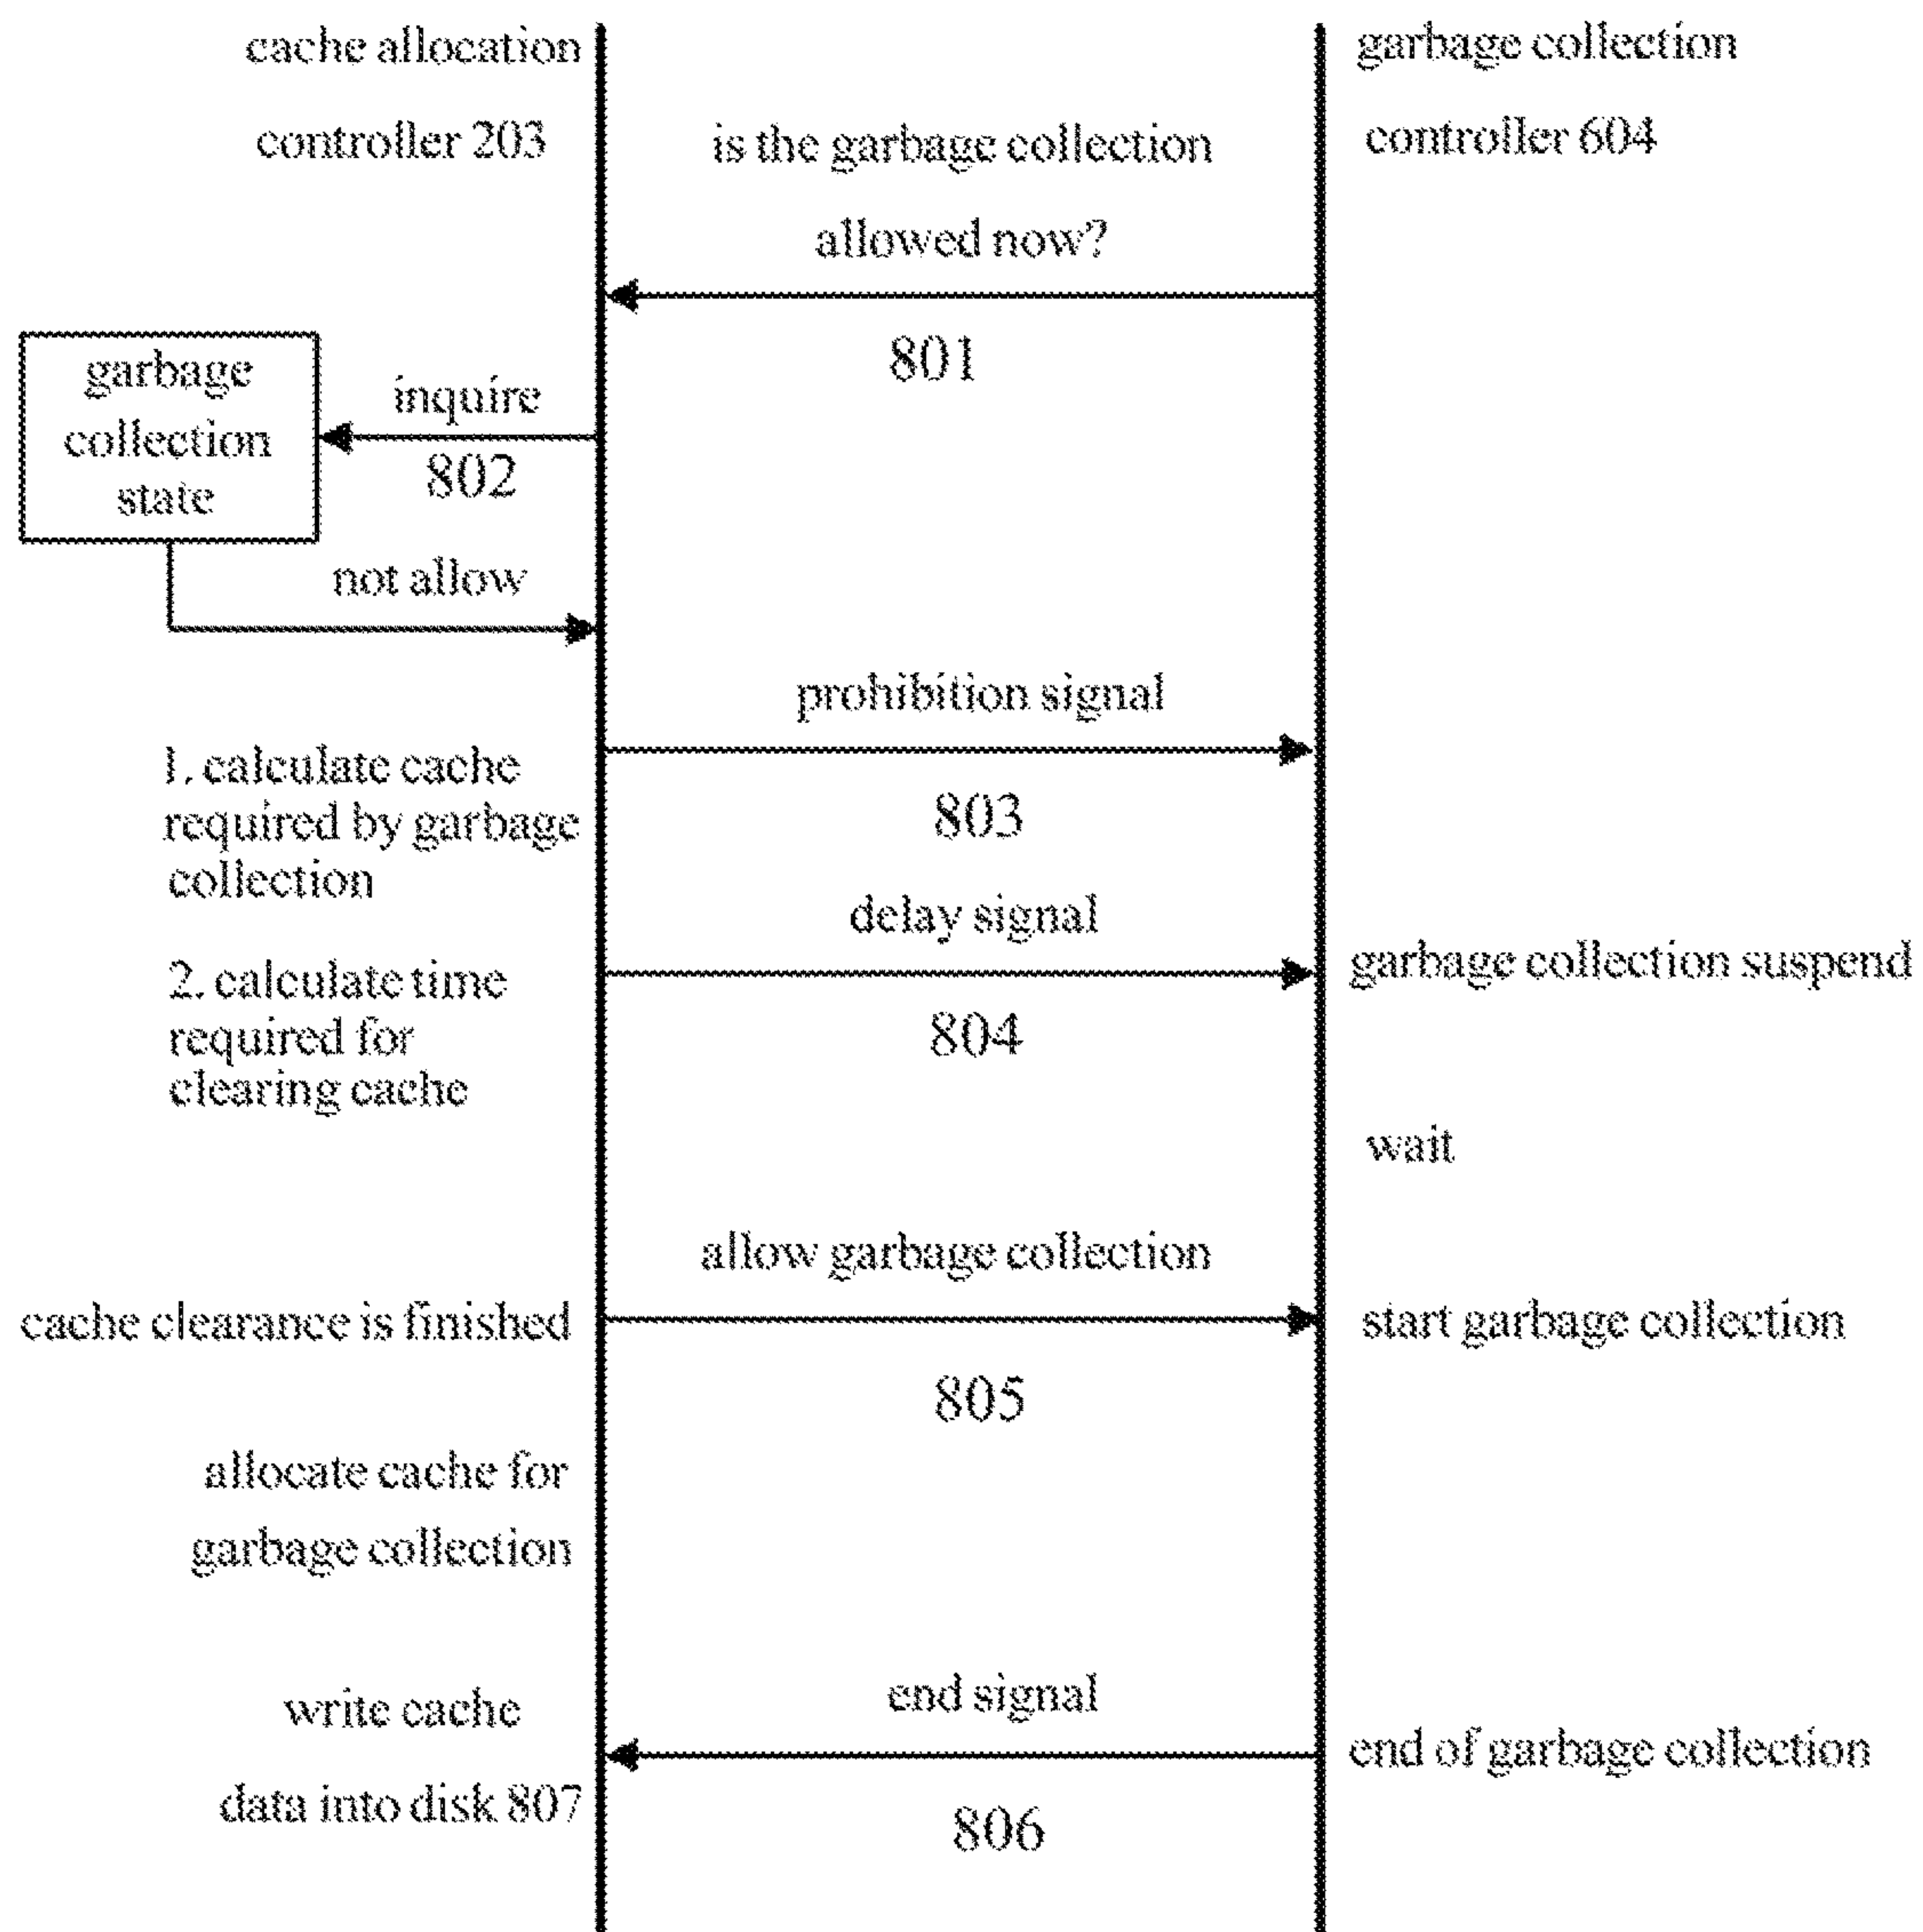 cache allocation
controller 203
garbage collection
controller 604
is the garbage collection
allowed now?
801
garbage
collection
state
inquire
802
not allow
prohibition signal
803
1. calculate cache
required by garbage
collection
delay signal
804
garbage collection suspend
2. calculate time
required for
clearing cache
wait
allow garbage collection
cache clearance is finished
start garbage collection
805
allocate cache for
garbage collection
write cache
data into disk 807
end signal
end of garbage collection
806